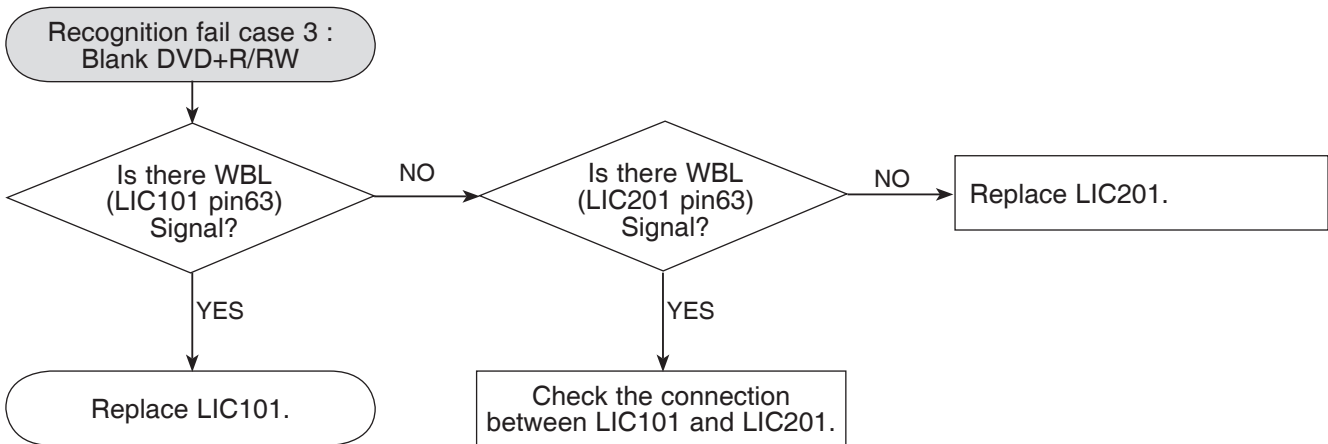 Recognition fail case 3 :
Blank DVD+R/RW
Is there WBL
(LIC101 pin63)
Signal?
NO
Is there WBL
(LIC201 pin63)
Signal?
NO
Replace LIC201.
YES
YES
Replace LIC101.
Check the connection
between LIC101 and LIC201.